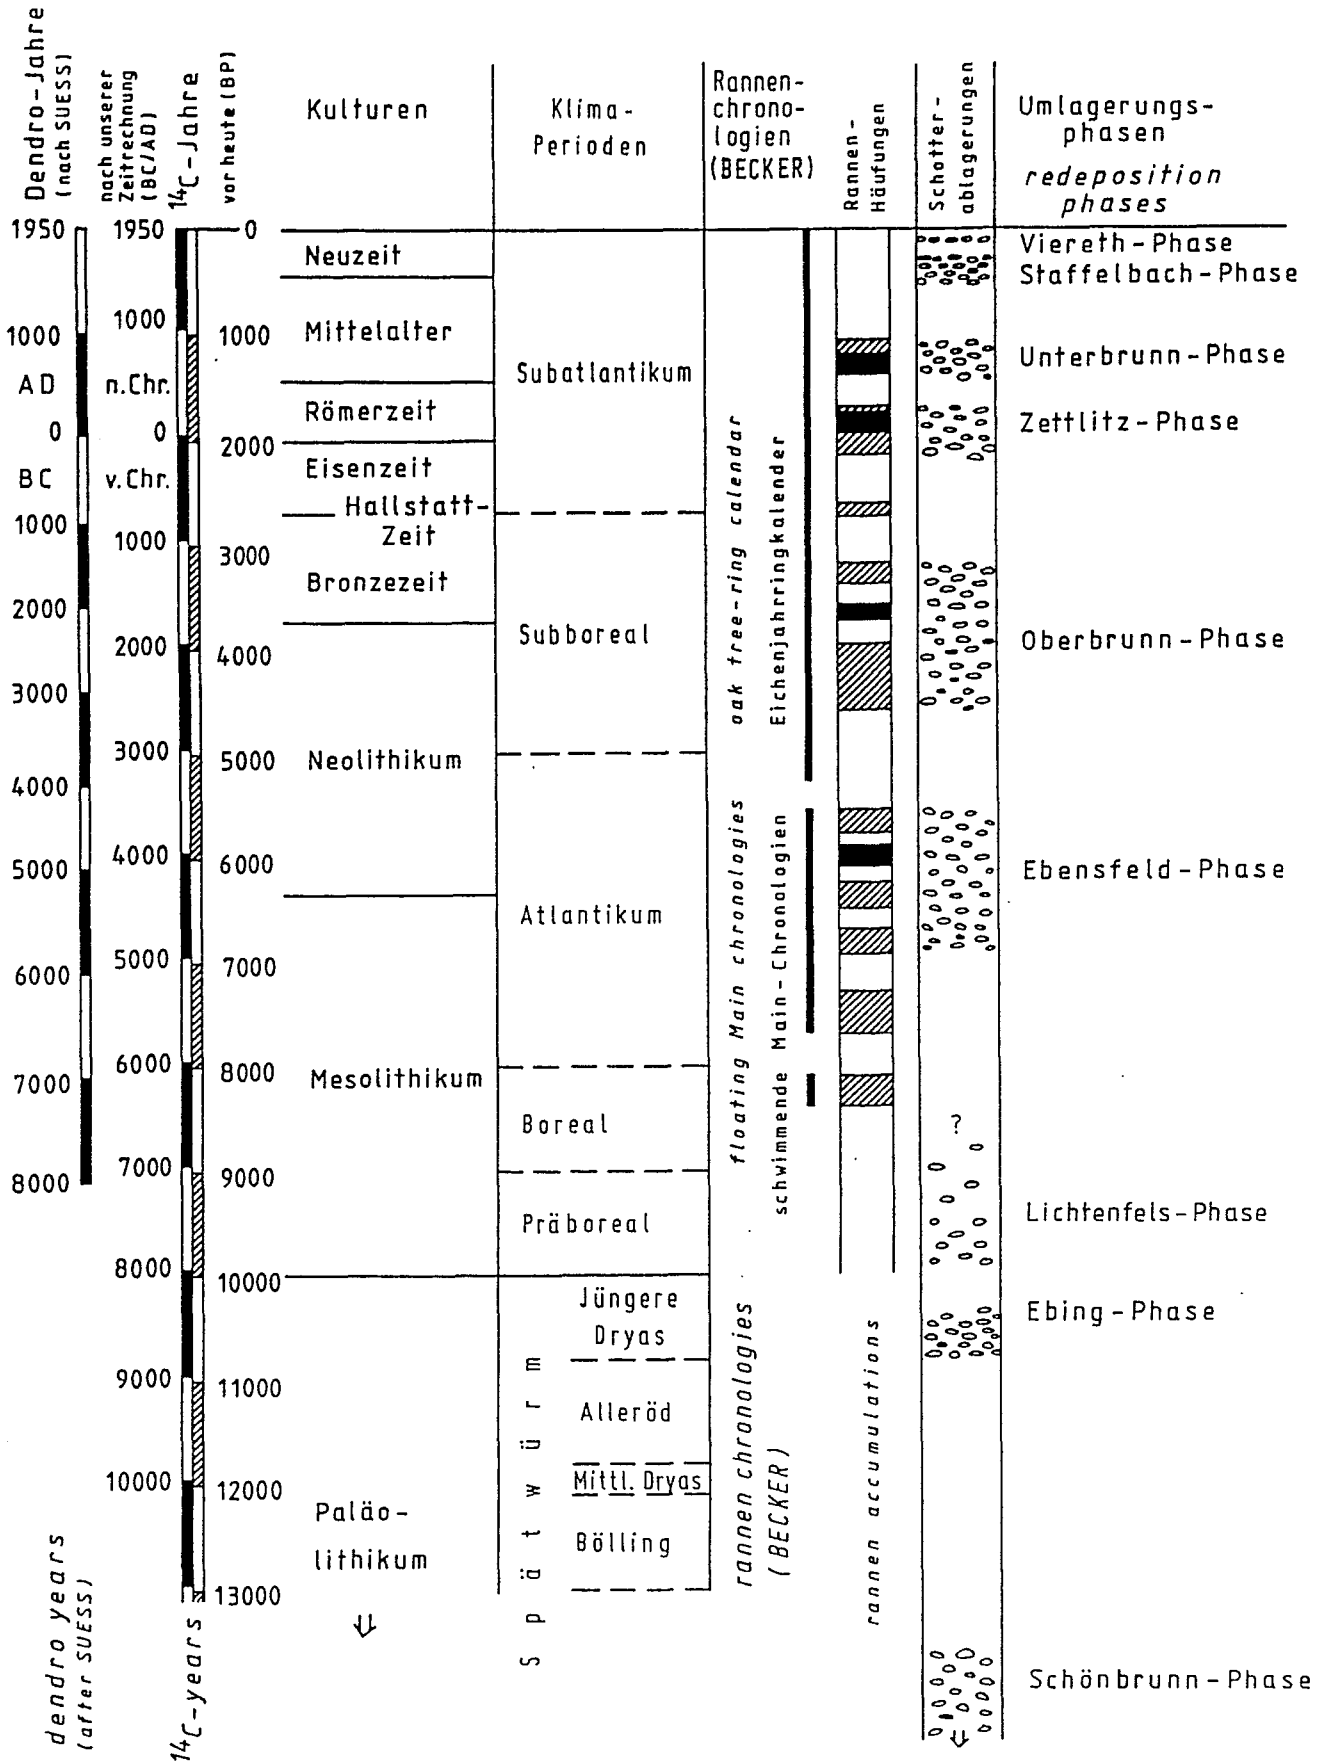 Dendro-Jahre
(nach SUESS)
nach unserer
Zeitrechnung
(BC/AD)
14C-Jahre
vor heute (BP)
Kulturen
Klima-
Perioden
Rannen-
chrono-
logien
(BECKER)
Rannen-
Häufungen
Schotter-
ablagerungen
Umlagerungs-
phasen
redeposition
phases
1950
1000
AD
0
BC
1000
2000
3000
4000
5000
6000
7000
8000
1950
1000
n.Chr.
0
v.Chr.
1000
2000
3000
4000
5000
6000
7000
8000
9000
10000
0
1000
2000
3000
4000
5000
6000
7000
8000
9000
10000
11000
12000
13000
Neuzeit
Mittelalter
Römerzeit
Eisenzeit
Hallstatt-
Zeit
Bronzezeit
Neolithikum
Mesolithikum
Paläo-
lithikum
Subatlantikum
Subboreal
Atlantikum
Boreal
Präboreal
Spätwürm
Jüngere
Dryas
Alleröd
Mittl. Dryas
Bölling
oak tree-ring calendar
Eichenjahrringkalender
floating Main chronologies
schwimmende Main-Chronologien
rannen chronologies
(BECKER)
rannen accumulations
?
Viereth-Phase
Staffelbach-Phase
Unterbrunn-Phase
Zettlitz-Phase
Oberbrunn-Phase
Ebensfeld-Phase
Lichtenfels-Phase
Ebing-Phase
Schönbrunn-Phase
dendro years
(after SUESS)
14C-years